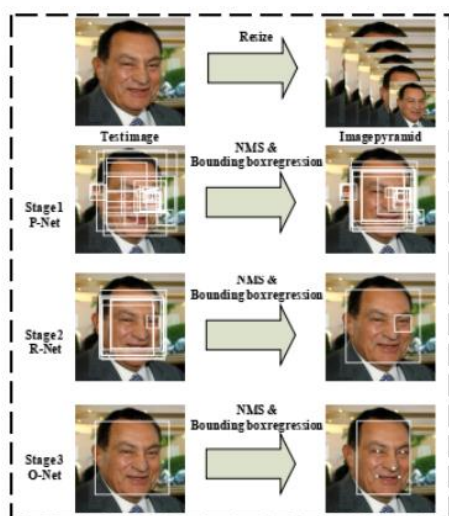 Resize
Testimage
Imagepyramid
NMS &
Bounding boxregression
Stage1
P-Net
NMS &
Bounding boxregression
Stage2
R-Net
NMS &
Bounding boxregression
Stage3
O-Net